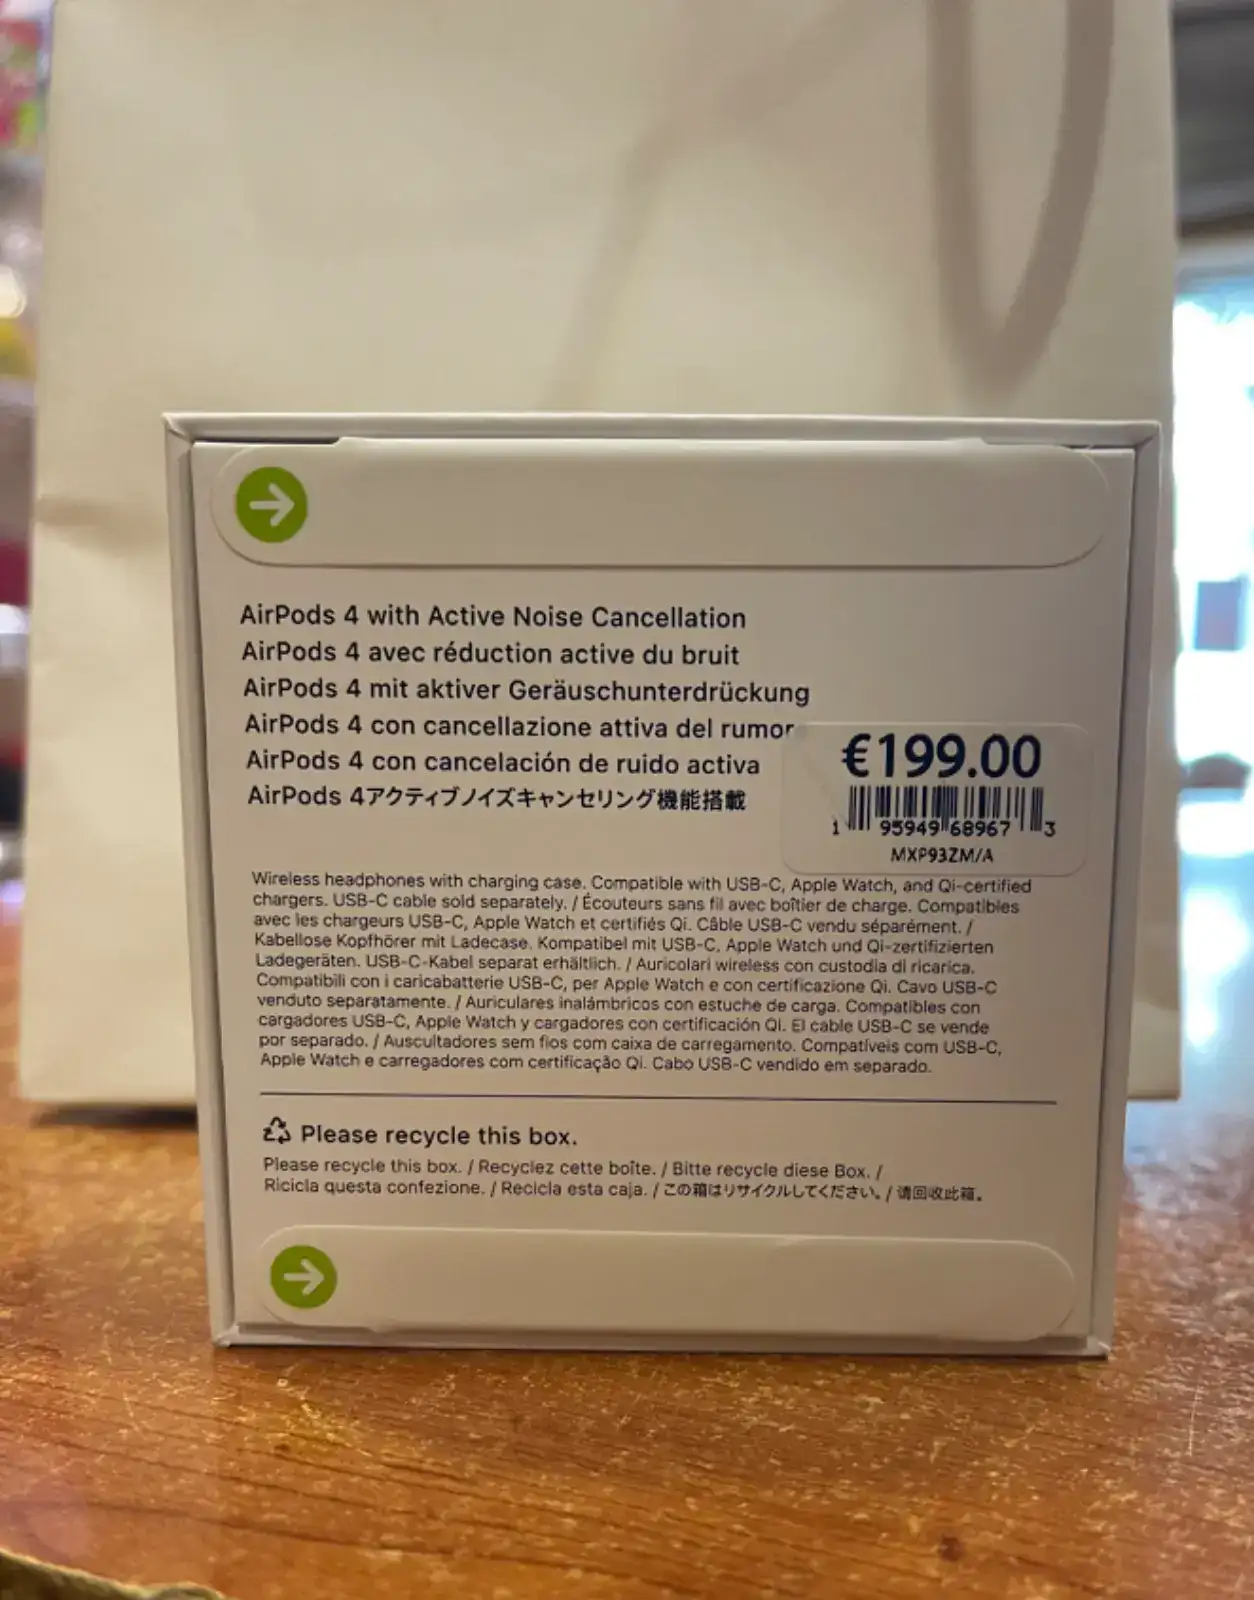 AirPods 4 with Active Noise Cancellation
AirPods 4 avec réduction active du bruit
AirPods 4 mit aktiver Geräuschunterdrückung
AirPods 4 con cancellazione attiva del rumor
AirPods 4 con cancelación de ruido activa
AirPods 4アクティブノイズキャンセリング機能搭載
€199.00
1 95949 68967 3
MXP93ZM/A
Wireless headphones with charging case. Compatible with USB-C, Apple Watch, and Qi-certified
chargers. USB-C cable sold separately. / Écouteurs sans fil avec boîtier de charge. Compatibles
avec les chargeurs USB-C, Apple Watch et certifiés Qi. Câble USB-C vendu séparément. /
Kabellose Kopfhörer mit Ladecase. Kompatibel mit USB-C, Apple Watch und Qi-zertifizierten
Ladegeräten. USB-C-Kabel separat erhältlich. / Auricolari wireless con custodia di ricarica.
Compatibili con i caricabatterie USB-C, per Apple Watch e con certificazione Qi. Cavo USB-C
venduto separatamente. / Auriculares inalámbricos con estuche de carga. Compatibles con
cargadores USB-C, Apple Watch y cargadores con certificación Qi. El cable USB-C se vende
por separado. / Auscultadores sem fios com caixa de carregamento. Compatíveis com USB-C,
Apple Watch e carregadores com certificação Qi. Cabo USB-C vendido em separado.
Please recycle this box.
Please recycle this box. / Recyclez cette boîte. / Bitte recycle diese Box. /
Ricicla questa confezione. / Recicla esta caja. / この箱はリサイクルしてください。/ 请回收此箱。